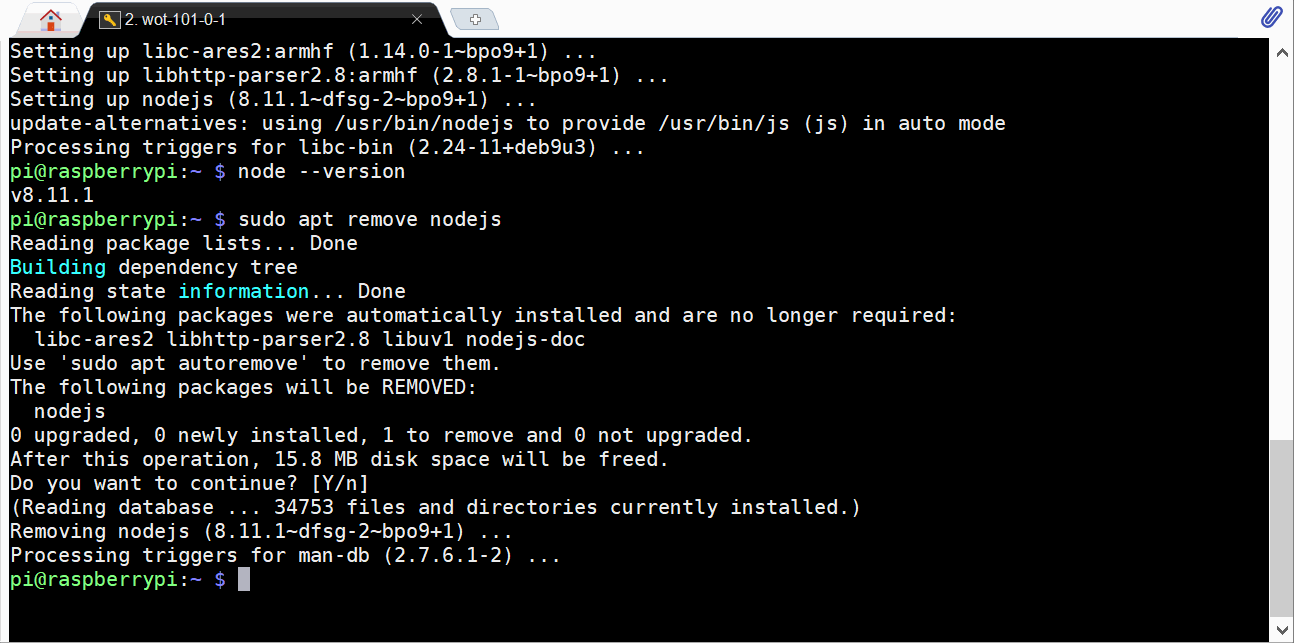 2. wot-101-0-1
Setting up libc-ares2:armhf (1.14.0-1~bpo9+1) ...
Setting up libhttp-parser2.8:armhf (2.8.1-1~bpo9+1) ...
Setting up nodejs (8.11.1~dfsg-2~bpo9+1) ...
update-alternatives: using /usr/bin/nodejs to provide /usr/bin/js (js) in auto mode
Processing triggers for libc-bin (2.24-11+deb9u3) ...
pi@raspberrypi:~ $ node --version
v8.11.1
pi@raspberrypi:~ $ sudo apt remove nodejs
Reading package lists... Done
Building dependency tree
Reading state information... Done
The following packages were automatically installed and are no longer required:
  libc-ares2 libhttp-parser2.8 libuv1 nodejs-doc
Use 'sudo apt autoremove' to remove them.
The following packages will be REMOVED:
  nodejs
0 upgraded, 0 newly installed, 1 to remove and 0 not upgraded.
After this operation, 15.8 MB disk space will be freed.
Do you want to continue? [Y/n]
(Reading database ... 34753 files and directories currently installed.)
Removing nodejs (8.11.1~dfsg-2~bpo9+1) ...
Processing triggers for man-db (2.7.6.1-2) ...
pi@raspberrypi:~ $